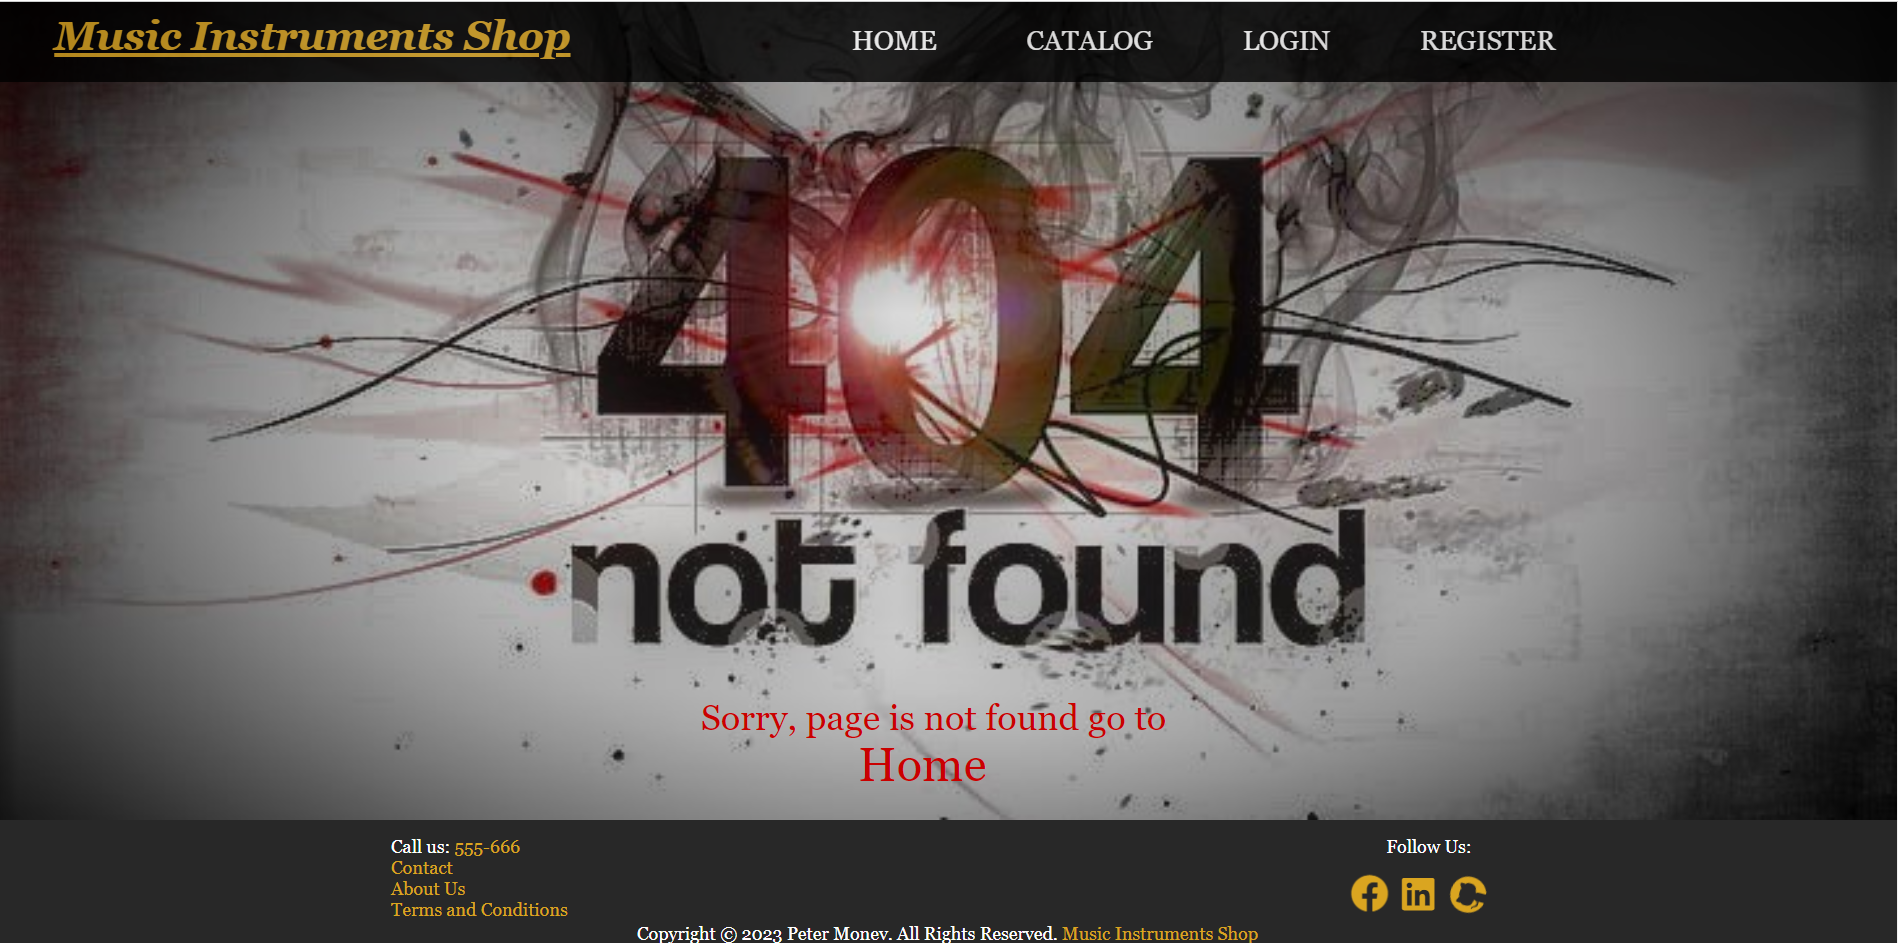 Music Instruments Shop
HOME CATALOG LOGIN REGISTER
404
not found
Sorry, page is not found go to
Home
Call us: 555-666
Contact
About Us
Terms and Conditions
Follow Us:
in
Copyright © 2023 Peter Monev. All Rights Reserved. Music Instruments Shop